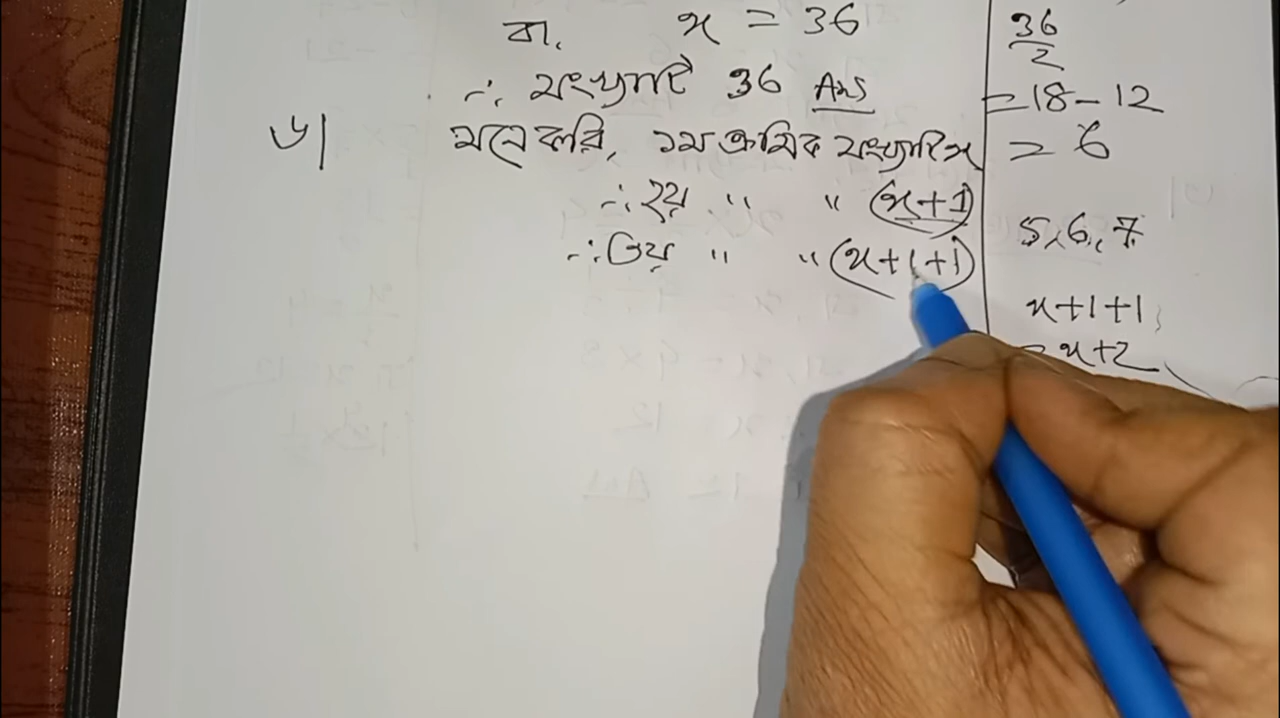 বা, x = 36
∴ সংখ্যাটি 36 Ans
৬| মনে করি, ১ম ক্রমিক সংখ্যাটি x
∴ ২য় " " (x+1)
∴ ৩য় " " (x+1+1)
36/2
= 18 - 12
= 6
5, 6, 7
x+1+1
= x+2